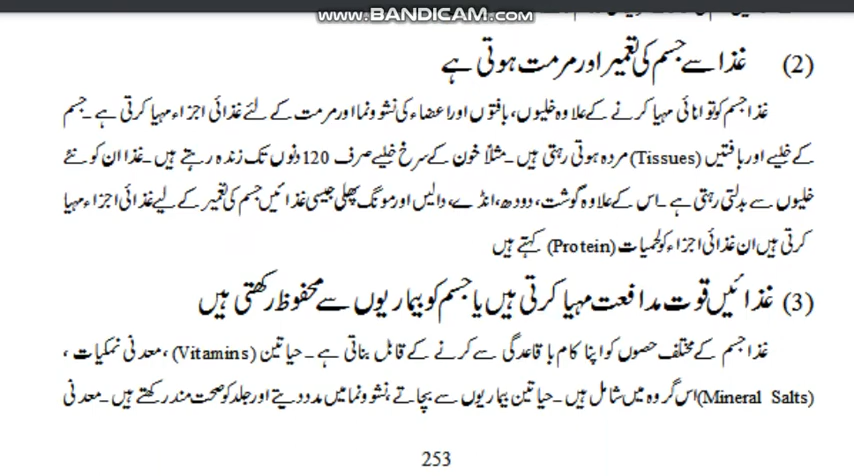 www.BANDICAM.com
(2) غذا سے جسم کی تعمیر اور مرمت ہوتی ہے
غذا جسم کو توانائی مہیا کرنے کے علاوہ خلیوں، بافتوں اور اعضاء کی نشوونما اور مرمت کے لئے غذائی اجزاء مہیا کرتی ہے ۔ جسم
کے خلیے اور بافتیں (Tissues) مردہ ہوتی رہتی ہیں ۔ مثلاً خون کے سرخ خلیے صرف 120 دنوں تک زندہ رہتے ہیں ۔ غذا ان کو نئے
خلیوں سے بدلتی رہتی ہے ۔ اس کے علاوہ گوشت، دودھ، انڈے، دالیں اور مونگ پھلی جیسی غذائیں جسم کی تعمیر کے لیے غذائی اجزاء مہیا
کرتی ہیں ان غذائی اجزاء کو لحمیات (Protein) کہتے ہیں
(3) غذائیں قوت مدافعت مہیا کرتی ہیں یا جسم کو بیماریوں سے محفوظ رکھتی ہیں
غذا جسم کے مختلف حصوں کو اپنا کام با قاعدگی سے کرنے کے قابل بناتی ہے ۔ حیاتین (Vitamins) ، معدنی نمکیات ،
(Mineral Salts) اس گروہ میں شامل ہیں ۔ حیاتین بیماریوں سے بچاتے ، نشوونما میں مدد دیتے اور جلد کو صحت مند رکھتے ہیں ۔ معدنی
253